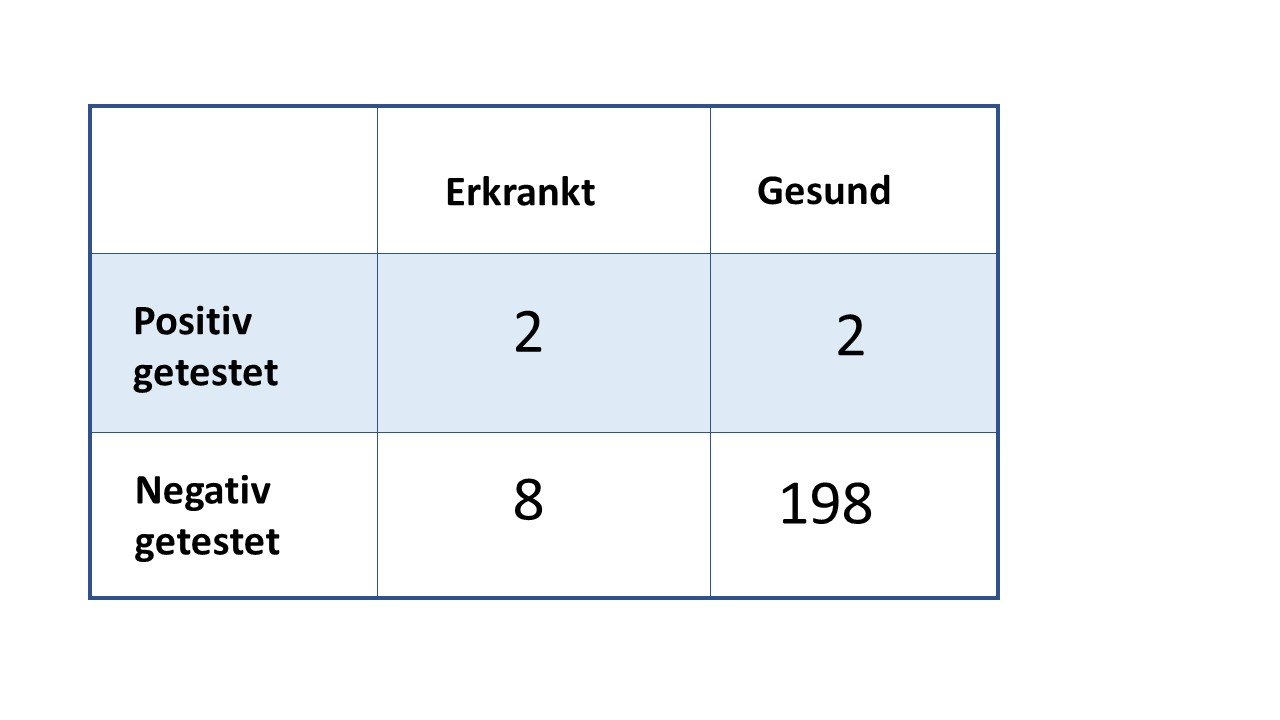 Erkrankt Gesund
Positiv 2 2
getestet
Negativ 8 198
getestet